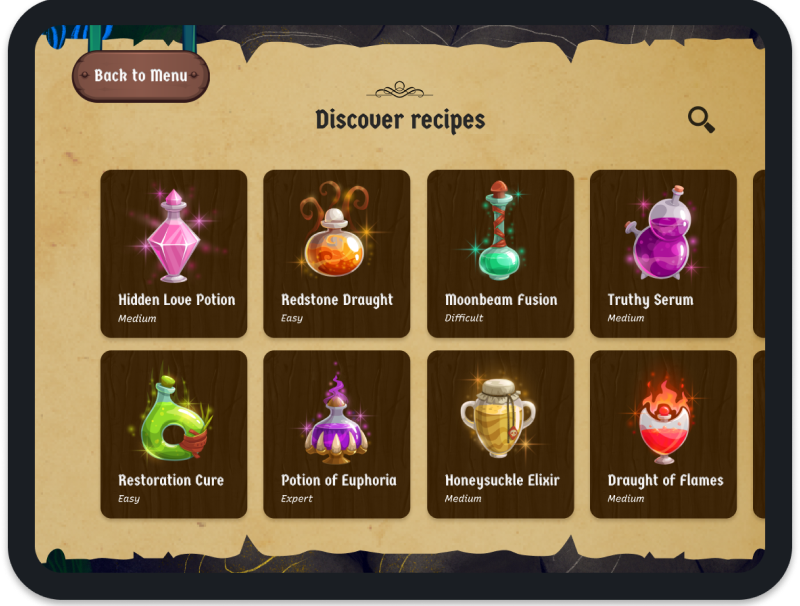 Back to Menu
Discover recipes
Hidden Love Potion
Medium
Redstone Draught
Easy
Moonbeam Fusion
Difficult
Truthy Serum
Medium
Restoration Cure
Easy
Potion of Euphoria
Expert
Honeysuckle Elixir
Medium
Draught of Flames
Medium